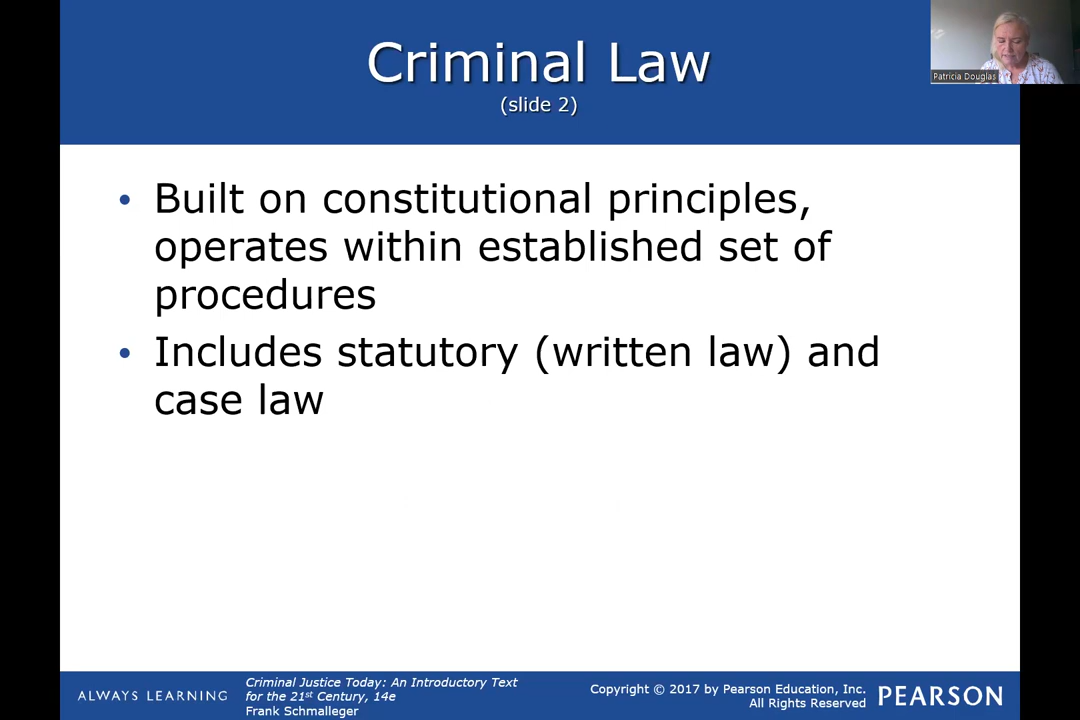 Criminal Law
(slide 2)
Patricia Douglas
• Built on constitutional principles,
operates within established set of
procedures
• Includes statutory (written law) and
case law
ALWAYS LEARNING
Criminal Justice Today: An Introductory Text
for the 21st Century, 14e
Frank Schmalleger
Copyright © 2017 by Pearson Education, Inc.
All Rights Reserved
PEARSON